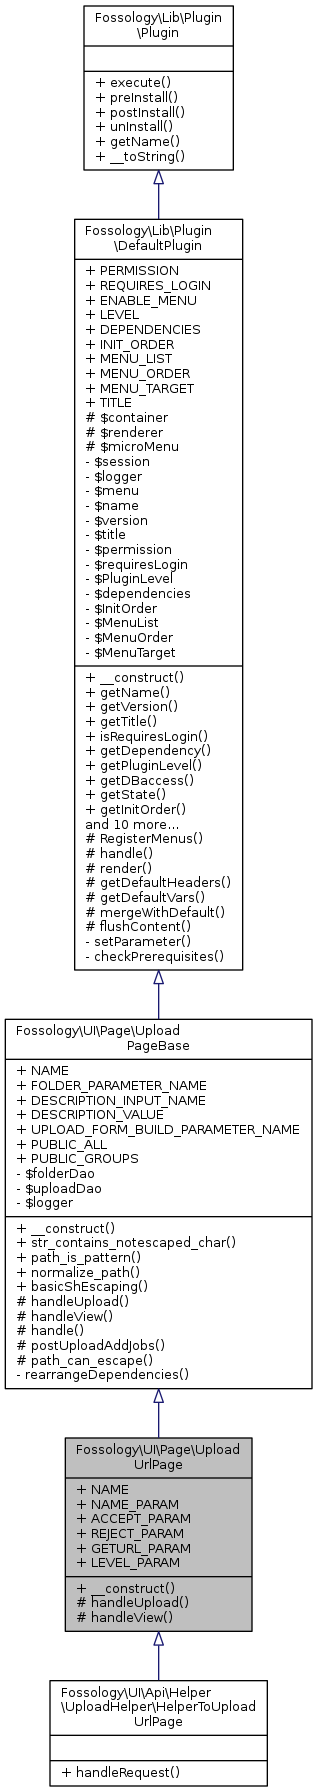 Fossology\Lib\Plugin
\Plugin
+ execute()
+ preInstall()
+ postInstall()
+ unInstall()
+ getName()
+ __toString()
Fossology\Lib\Plugin
\DefaultPlugin
+ PERMISSION
+ REQUIRES_LOGIN
+ ENABLE_MENU
+ LEVEL
+ DEPENDENCIES
+ INIT_ORDER
+ MENU_LIST
+ MENU_ORDER
+ MENU_TARGET
+ TITLE
# $container
# $renderer
# $microMenu
- $session
- $logger
- $menu
- $name
- $version
- $title
- $permission
- $requiresLogin
- $PluginLevel
- $dependencies
- $InitOrder
- $MenuList
- $MenuOrder
- $MenuTarget
+ __construct()
+ getName()
+ getVersion()
+ getTitle()
+ isRequiresLogin()
+ getDependency()
+ getPluginLevel()
+ getDBaccess()
+ getState()
+ getInitOrder()
and 10 more...
# RegisterMenus()
# handle()
# render()
# getDefaultHeaders()
# getDefaultVars()
# mergeWithDefault()
# flushContent()
- setParameter()
- checkPrerequisites()
Fossology\UI\Page\Upload
PageBase
+ NAME
+ FOLDER_PARAMETER_NAME
+ DESCRIPTION_INPUT_NAME
+ DESCRIPTION_VALUE
+ UPLOAD_FORM_BUILD_PARAMETER_NAME
+ PUBLIC_ALL
+ PUBLIC_GROUPS
- $folderDao
- $uploadDao
- $logger
+ __construct()
+ str_contains_notescaped_char()
+ path_is_pattern()
+ normalize_path()
+ basicShEscaping()
# handleUpload()
# handleView()
# handle()
# postUploadAddJobs()
# path_can_escape()
- rearrangeDependencies()
Fossology\UI\Page\Upload
UrlPage
+ NAME
+ NAME_PARAM
+ ACCEPT_PARAM
+ REJECT_PARAM
+ GETURL_PARAM
+ LEVEL_PARAM
+ __construct()
# handleUpload()
# handleView()
Fossology\UI\Api\Helper
\UploadHelper\HelperToUpload
UrlPage
+ handleRequest()